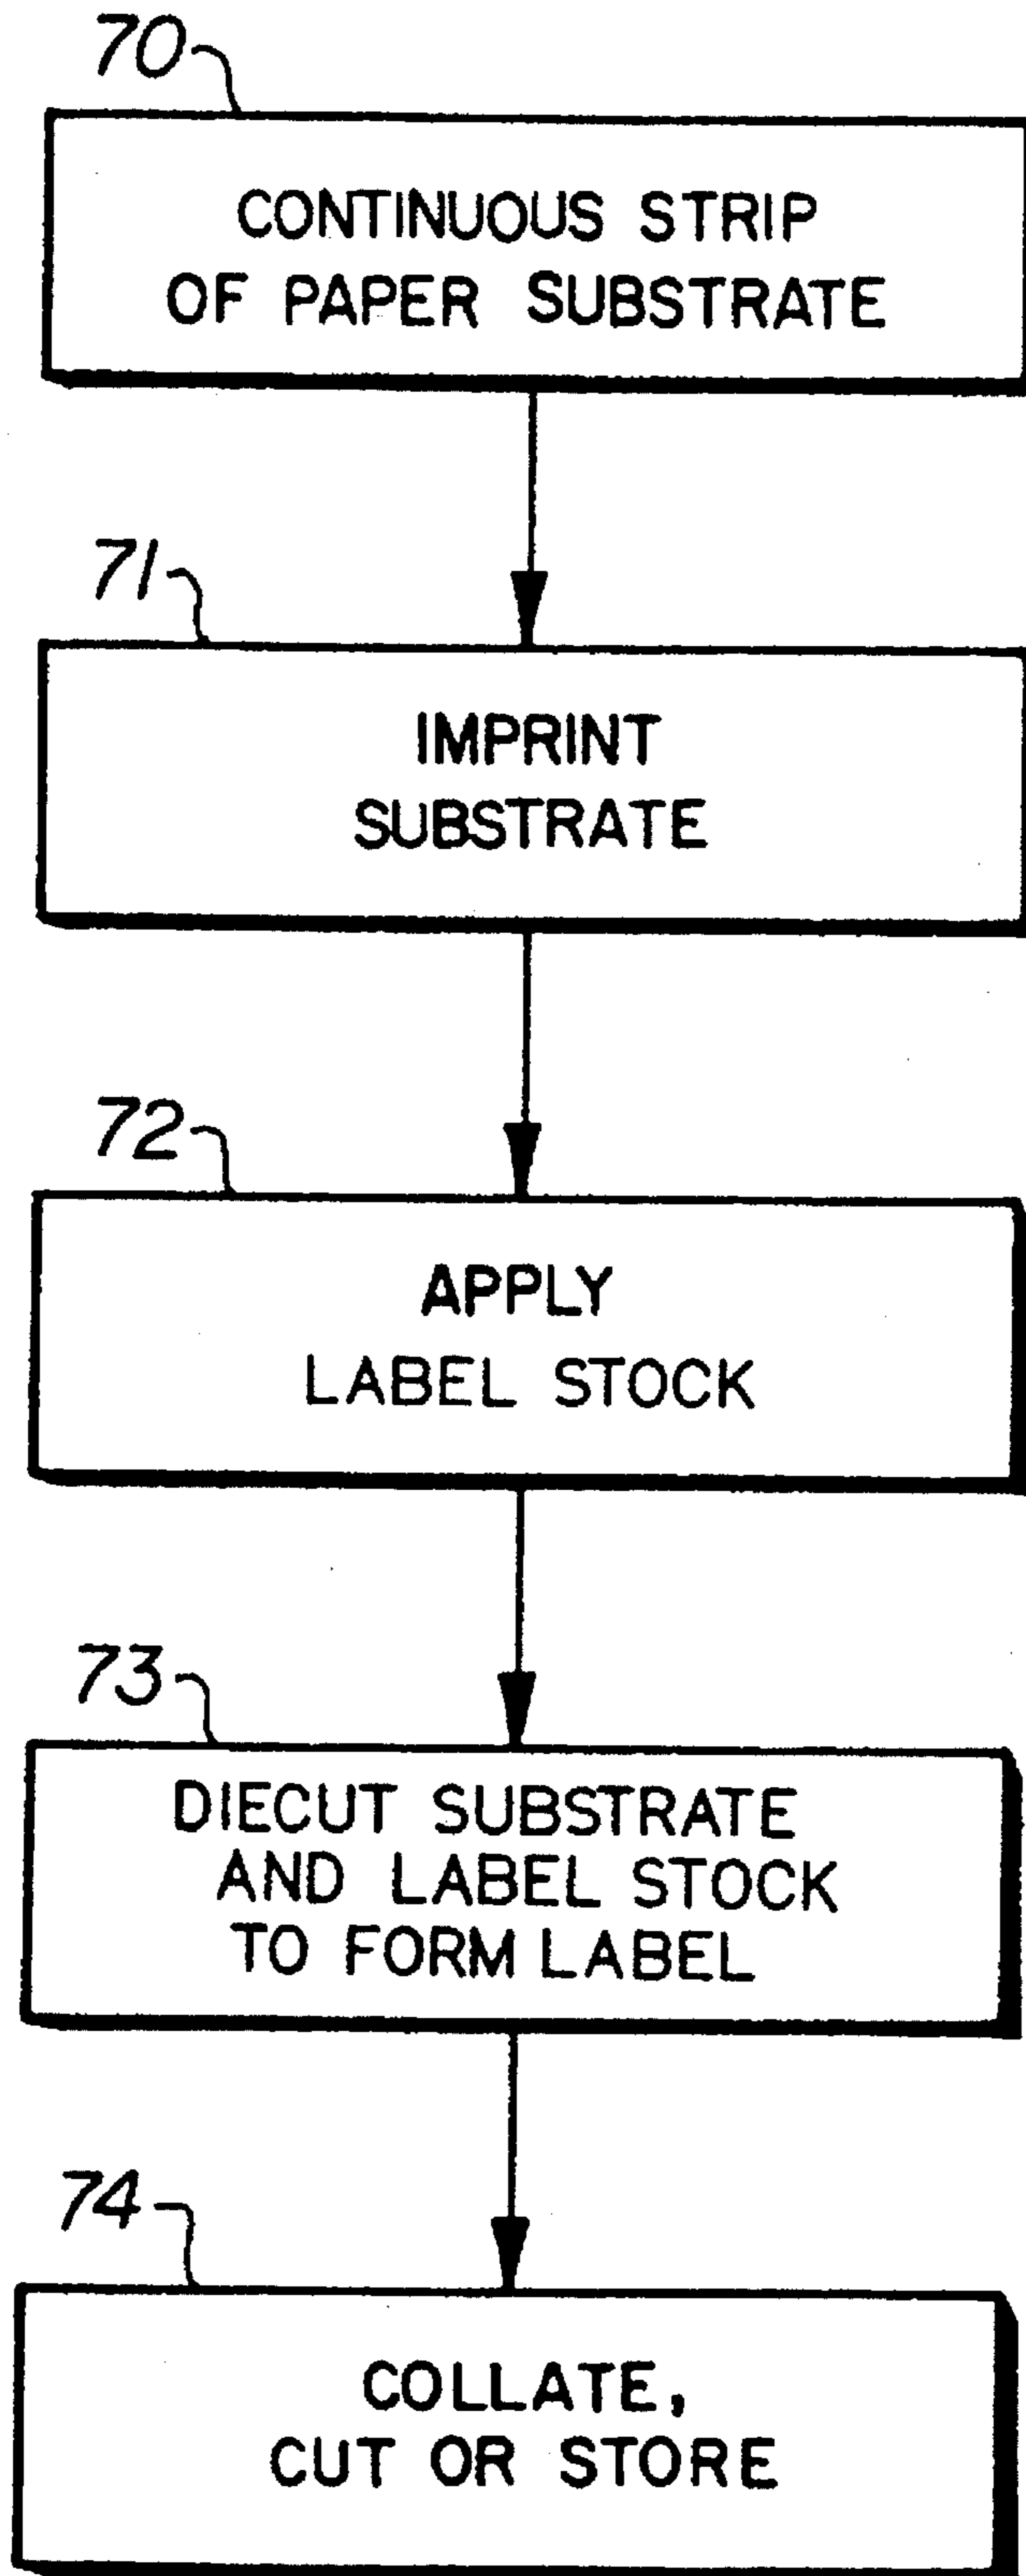 70
CONTINUOUS STRIP
OF PAPER SUBSTRATE
71
IMPRINT
SUBSTRATE
72
APPLY
LABEL STOCK
73
DIECUT SUBSTRATE
AND LABEL STOCK
TO FORM LABEL
74
COLLATE,
CUT OR STORE